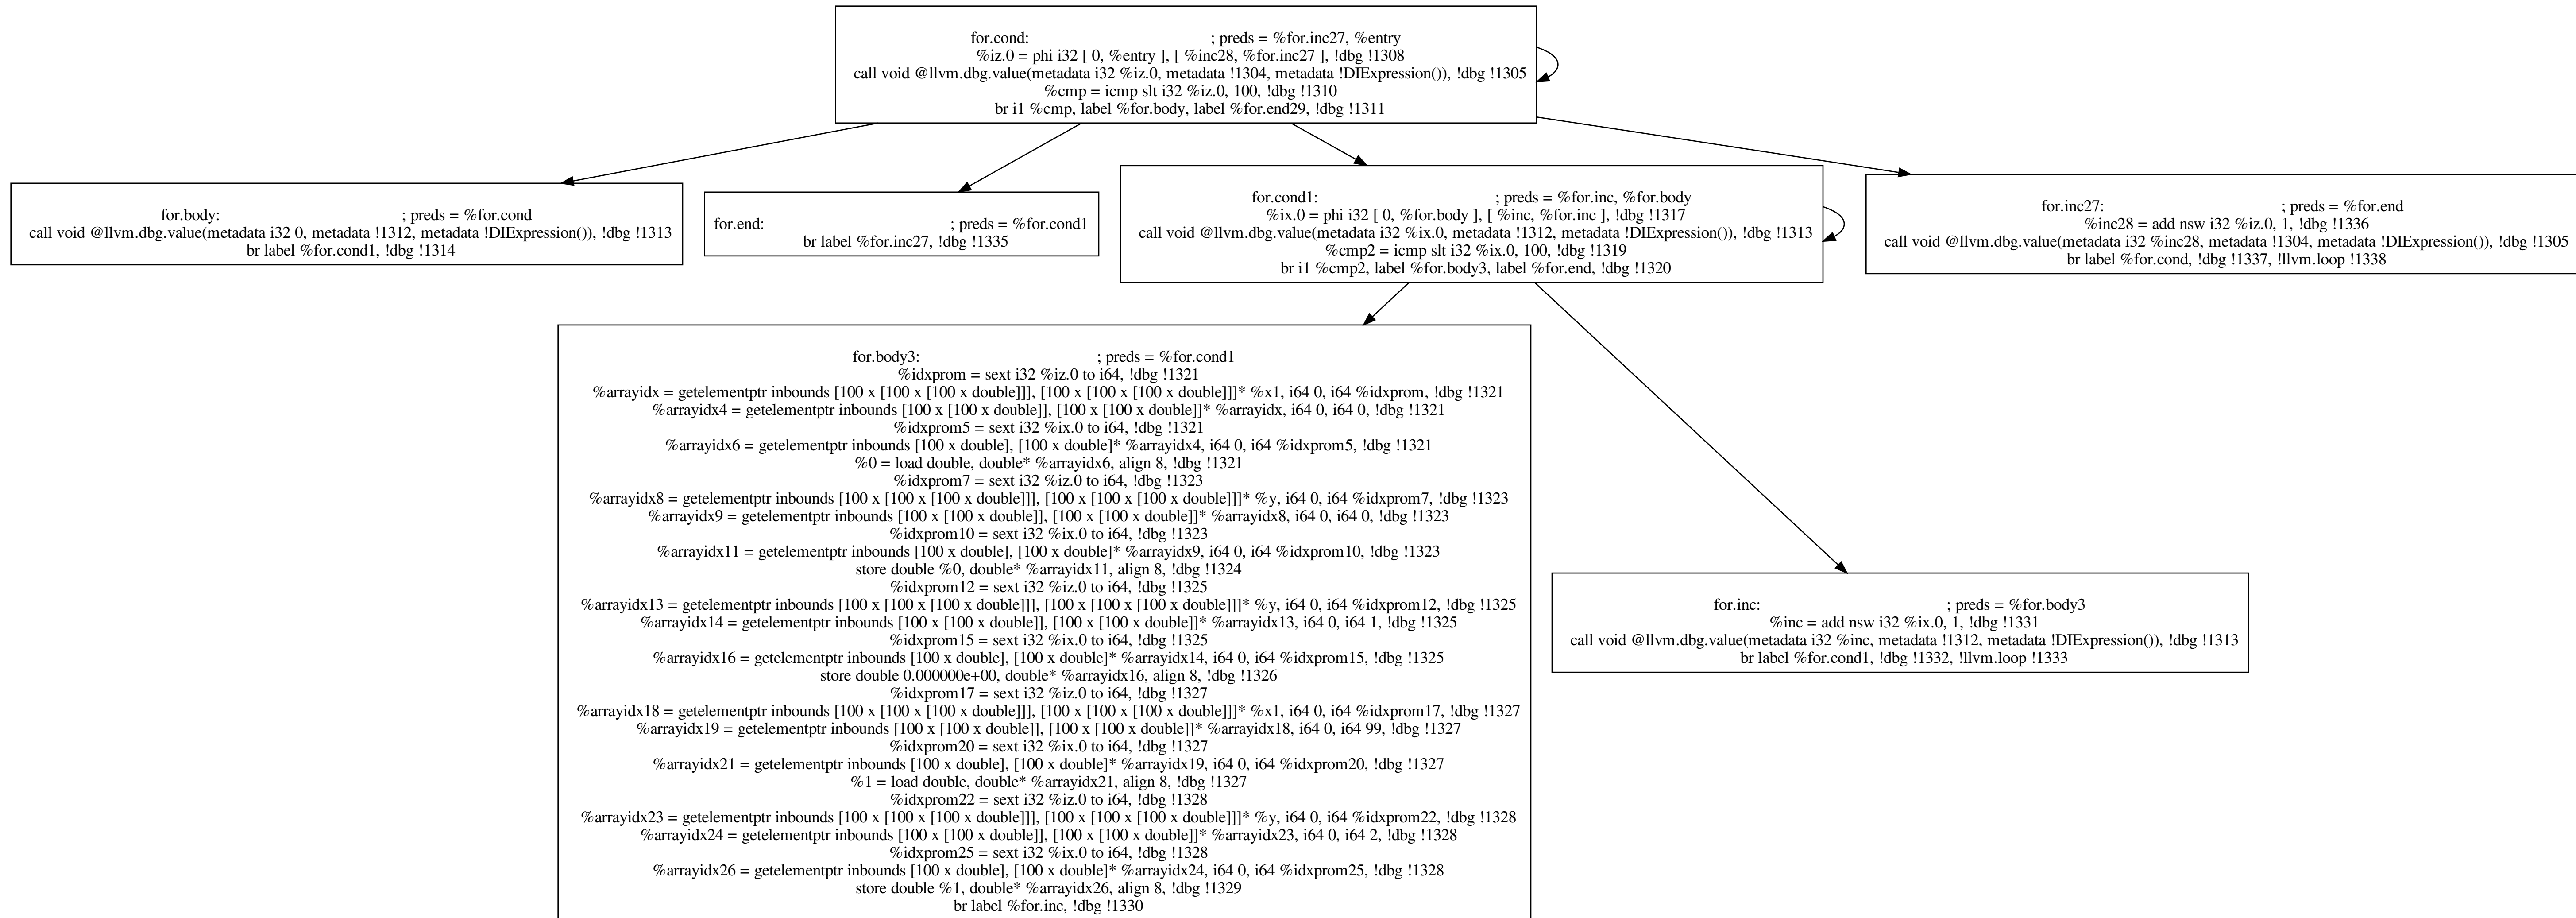 for.cond: ; preds = %for.inc27, %entry
%iz.0 = phi i32 [ 0, %entry ], [ %inc28, %for.inc27 ], !dbg !1308
call void @llvm.dbg.value(metadata i32 %iz.0, metadata !1304, metadata !DIExpression()), !dbg !1305
%cmp = icmp slt i32 %iz.0, 100, !dbg !1310
br i1 %cmp, label %for.body, label %for.end29, !dbg !1311
for.body: ; preds = %for.cond
call void @llvm.dbg.value(metadata i32 0, metadata !1312, metadata !DIExpression()), !dbg !1313
br label %for.cond1, !dbg !1314
for.end: ; preds = %for.cond1
br label %for.inc27, !dbg !1335
for.cond1: ; preds = %for.inc, %for.body
%ix.0 = phi i32 [ 0, %for.body ], [ %inc, %for.inc ], !dbg !1317
call void @llvm.dbg.value(metadata i32 %ix.0, metadata !1312, metadata !DIExpression()), !dbg !1313
%cmp2 = icmp slt i32 %ix.0, 100, !dbg !1319
br i1 %cmp2, label %for.body3, label %for.end, !dbg !1320
for.inc27: ; preds = %for.end
%inc28 = add nsw i32 %iz.0, 1, !dbg !1336
call void @llvm.dbg.value(metadata i32 %inc28, metadata !1304, metadata !DIExpression()), !dbg !1305
br label %for.cond, !dbg !1337, !llvm.loop !1338
for.body3: ; preds = %for.cond1
%idxprom = sext i32 %iz.0 to i64, !dbg !1321
%arrayidx = getelementptr inbounds [100 x [100 x [100 x double]]], [100 x [100 x [100 x double]]]* %x1, i64 0, i64 %idxprom, !dbg !1321
%arrayidx4 = getelementptr inbounds [100 x [100 x double]], [100 x [100 x double]]* %arrayidx, i64 0, i64 0, !dbg !1321
%idxprom5 = sext i32 %ix.0 to i64, !dbg !1321
%arrayidx6 = getelementptr inbounds [100 x double], [100 x double]* %arrayidx4, i64 0, i64 %idxprom5, !dbg !1321
%0 = load double, double* %arrayidx6, align 8, !dbg !1321
%idxprom7 = sext i32 %iz.0 to i64, !dbg !1323
%arrayidx8 = getelementptr inbounds [100 x [100 x [100 x double]]], [100 x [100 x [100 x double]]]* %y, i64 0, i64 %idxprom7, !dbg !1323
%arrayidx9 = getelementptr inbounds [100 x [100 x double]], [100 x [100 x double]]* %arrayidx8, i64 0, i64 0, !dbg !1323
%idxprom10 = sext i32 %ix.0 to i64, !dbg !1323
%arrayidx11 = getelementptr inbounds [100 x double], [100 x double]* %arrayidx9, i64 0, i64 %idxprom10, !dbg !1323
store double %0, double* %arrayidx11, align 8, !dbg !1324
%idxprom12 = sext i32 %iz.0 to i64, !dbg !1325
%arrayidx13 = getelementptr inbounds [100 x [100 x [100 x double]]], [100 x [100 x [100 x double]]]* %y, i64 0, i64 %idxprom12, !dbg !1325
%arrayidx14 = getelementptr inbounds [100 x [100 x double]], [100 x [100 x double]]* %arrayidx13, i64 0, i64 1, !dbg !1325
%idxprom15 = sext i32 %ix.0 to i64, !dbg !1325
%arrayidx16 = getelementptr inbounds [100 x double], [100 x double]* %arrayidx14, i64 0, i64 %idxprom15, !dbg !1325
store double 0.000000e+00, double* %arrayidx16, align 8, !dbg !1326
%idxprom17 = sext i32 %iz.0 to i64, !dbg !1327
%arrayidx18 = getelementptr inbounds [100 x [100 x [100 x double]]], [100 x [100 x [100 x double]]]* %x1, i64 0, i64 %idxprom17, !dbg !1327
%arrayidx19 = getelementptr inbounds [100 x [100 x double]], [100 x [100 x double]]* %arrayidx18, i64 0, i64 99, !dbg !1327
%idxprom20 = sext i32 %ix.0 to i64, !dbg !1327
%arrayidx21 = getelementptr inbounds [100 x double], [100 x double]* %arrayidx19, i64 0, i64 %idxprom20, !dbg !1327
%1 = load double, double* %arrayidx21, align 8, !dbg !1327
%idxprom22 = sext i32 %iz.0 to i64, !dbg !1328
%arrayidx23 = getelementptr inbounds [100 x [100 x [100 x double]]], [100 x [100 x [100 x double]]]* %y, i64 0, i64 %idxprom22, !dbg !1328
%arrayidx24 = getelementptr inbounds [100 x [100 x double]], [100 x [100 x double]]* %arrayidx23, i64 0, i64 2, !dbg !1328
%idxprom25 = sext i32 %ix.0 to i64, !dbg !1328
%arrayidx26 = getelementptr inbounds [100 x double], [100 x double]* %arrayidx24, i64 0, i64 %idxprom25, !dbg !1328
store double %1, double* %arrayidx26, align 8, !dbg !1329
br label %for.inc, !dbg !1330
for.inc: ; preds = %for.body3
%inc = add nsw i32 %ix.0, 1, !dbg !1331
call void @llvm.dbg.value(metadata i32 %inc, metadata !1312, metadata !DIExpression()), !dbg !1313
br label %for.cond1, !dbg !1332, !llvm.loop !1333